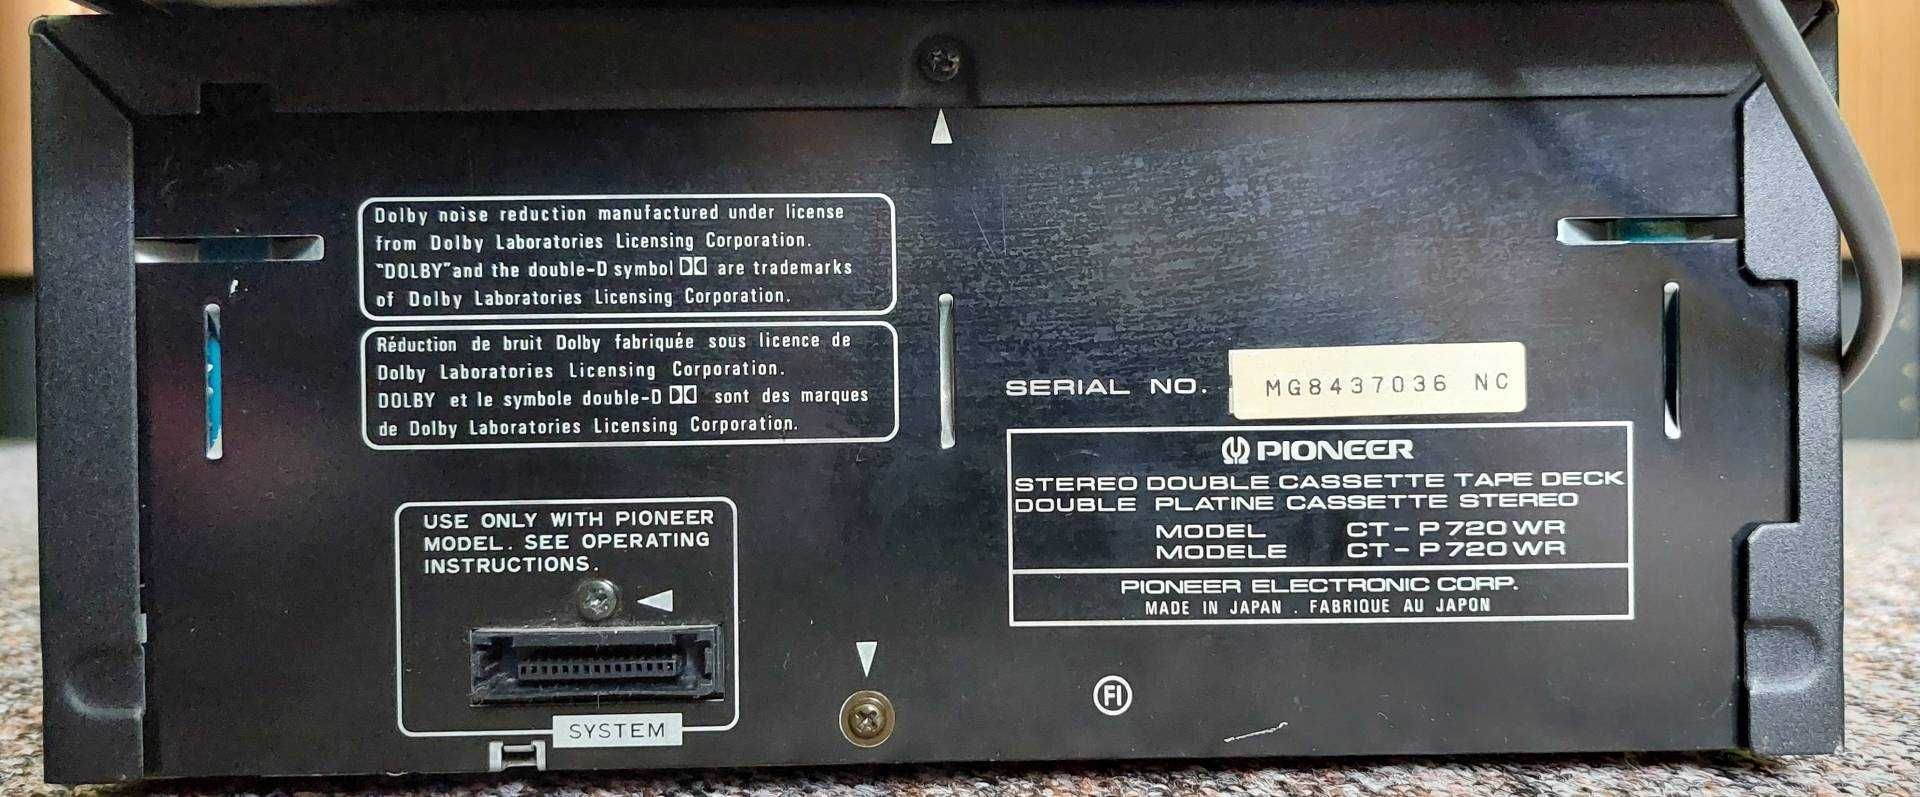 Dolby noise reduction manufactured under license
from Dolby Laboratories Licensing Corporation.
"DOLBY" and the double-D symbol are trademarks
of Dolby Laboratories Licensing Corporation.
Réduction de bruit Dolby fabriquée sous licence de
Dolby Laboratories Licensing Corporation.
DOLBY et le symbole double-D sont des marques
de Dolby Laboratories Licensing Corporation.
SERIAL NO. MG8437036 NC
PIONEER
STEREO DOUBLE CASSETTE TAPE DECK
DOUBLE PLATINE CASSETTE STEREO
MODEL CT-P720WR
MODELE CT-P720WR
PIONEER ELECTRONIC CORP.
MADE IN JAPAN . FABRIQUE AU JAPON
USE ONLY WITH PIONEER
MODEL. SEE OPERATING
INSTRUCTIONS.
SYSTEM
FI